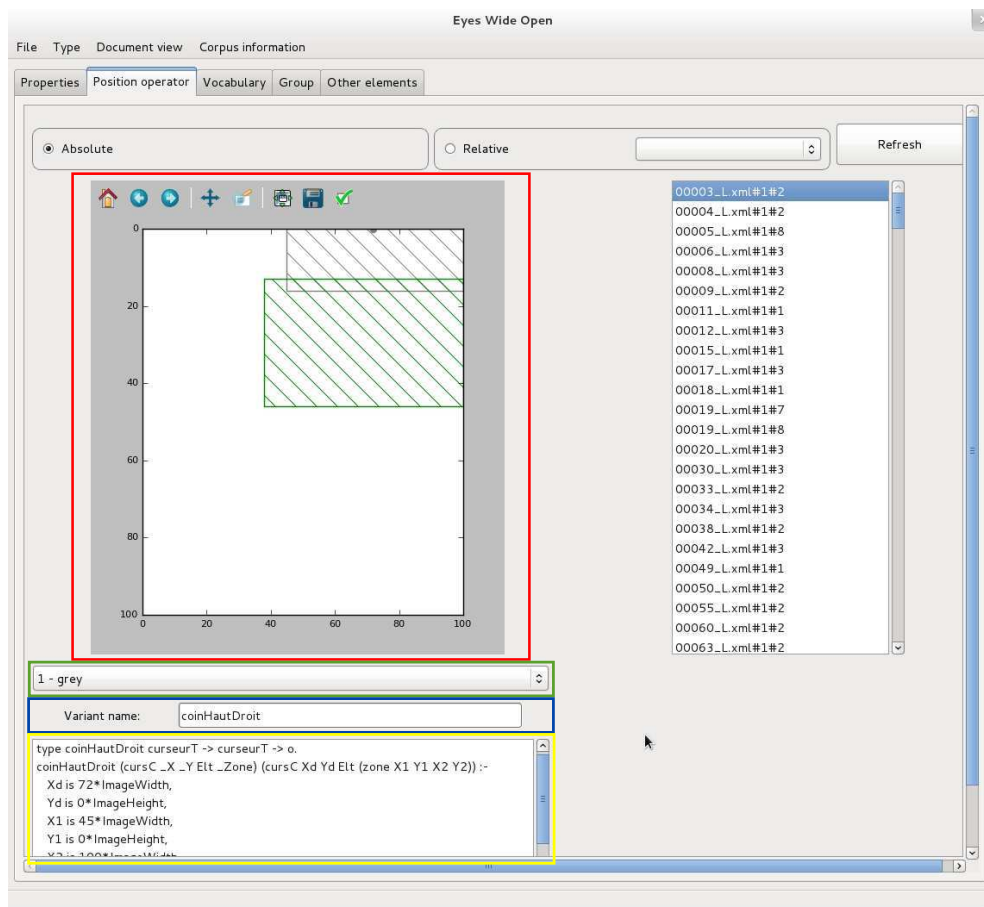 Eyes Wide Open
File Type Document view Corpus information
Properties Position operator Vocabulary Group Other elements
Absolute
Relative
Refresh
0
20
40
60
80
100
0 20 40 60 80 100
00003_L.xml#1#2
00004_L.xml#1#2
00005_L.xml#1#8
00006_L.xml#1#3
00008_L.xml#1#3
00009_L.xml#1#2
00011_L.xml#1#1
00012_L.xml#1#3
00015_L.xml#1#1
00017_L.xml#1#3
00018_L.xml#1#1
00019_L.xml#1#7
00019_L.xml#1#8
00020_L.xml#1#3
00030_L.xml#1#3
00033_L.xml#1#2
00034_L.xml#1#3
00038_L.xml#1#2
00042_L.xml#1#3
00049_L.xml#1#1
00050_L.xml#1#2
00055_L.xml#1#2
00060_L.xml#1#2
00063_L.xml#1#2
1 - grey
Variant name: coinHautDroit
type coinHautDroit curseurT -> curseurT -> o.
coinHautDroit (cursC _X _Y Elt _Zone) (cursC Xd Yd Elt (zone X1 Y1 X2 Y2)) :-
Xd is 72*ImageWidth,
Yd is 0*ImageHeight,
X1 is 45*ImageWidth,
Y1 is 0*ImageHeight,
X2 is 100*ImageWidth